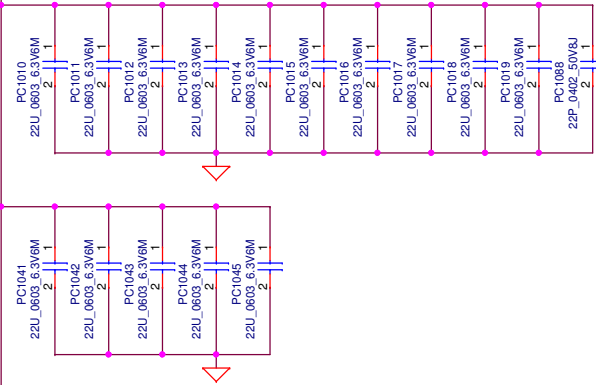 PC1010
22U_0603_6.3V6M
1
2
PC1011
22U_0603_6.3V6M
1
2
PC1012
22U_0603_6.3V6M
1
2
PC1013
22U_0603_6.3V6M
1
2
PC1014
22U_0603_6.3V6M
1
2
PC1015
22U_0603_6.3V6M
1
2
PC1016
22U_0603_6.3V6M
1
2
PC1017
22U_0603_6.3V6M
1
2
PC1018
22U_0603_6.3V6M
1
2
PC1019
22U_0603_6.3V6M
1
2
PC1088
22P_0402_50V8J
1
2
PC1041
22U_0603_6.3V6M
1
2
PC1042
22U_0603_6.3V6M
1
2
PC1043
22U_0603_6.3V6M
1
2
PC1044
22U_0603_6.3V6M
1
2
PC1045
22U_0603_6.3V6M
1
2